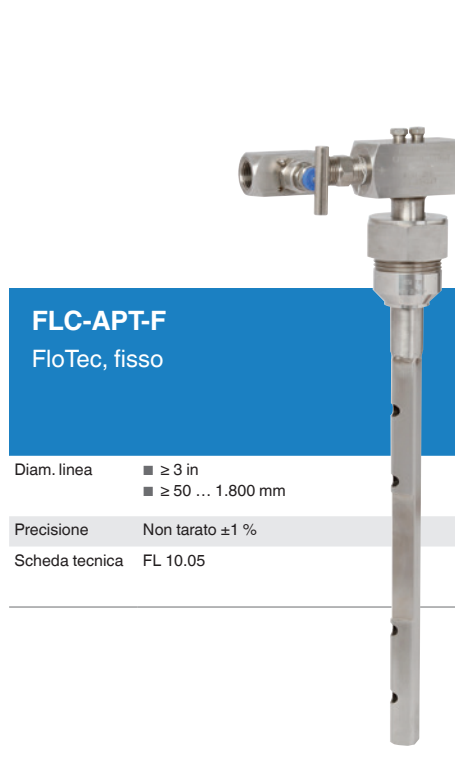 FLC-APT-F
FloTec, fisso
Diam. linea ■ ≥ 3 in
■ ≥ 50 … 1.800 mm
Precisione Non tarato ±1 %
Scheda tecnica FL 10.05